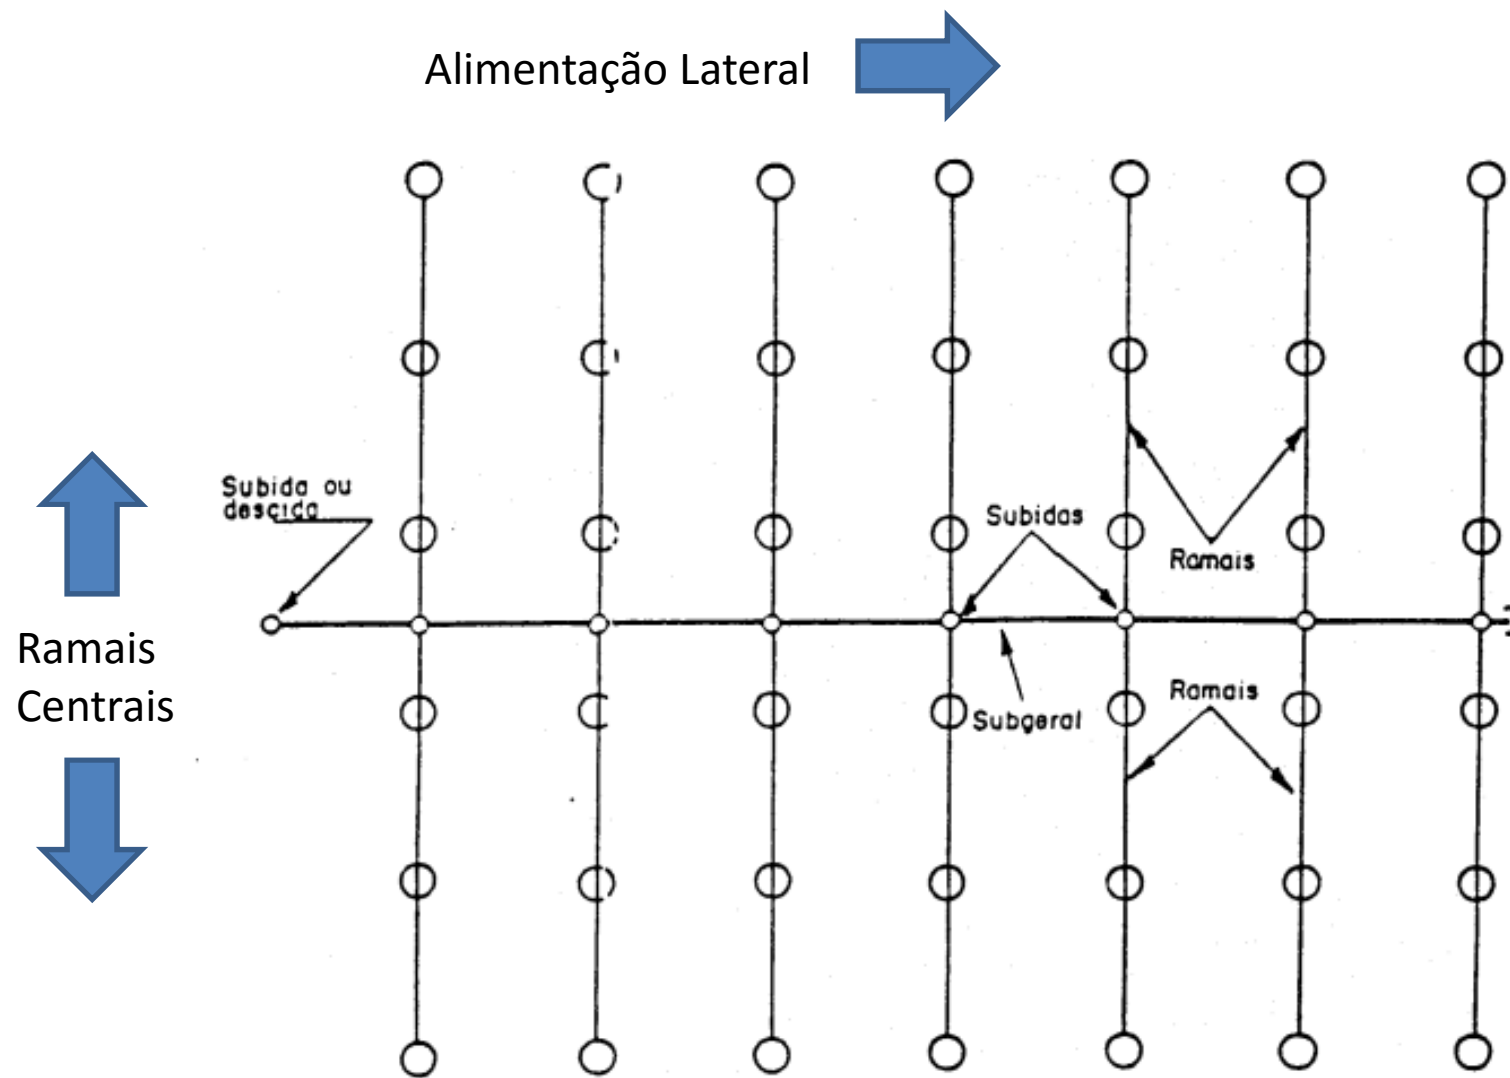 Alimentação Lateral
Subida ou
descida
Subidas
Ramais
Ramais
Centrais
Ramais
Subgeral